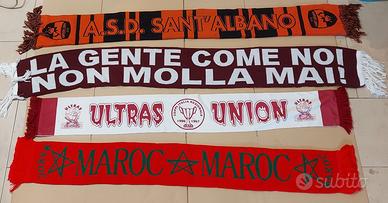 A.S.D. SANT'ALBANO
LA GENTE COME NOI
NON MOLLA MAI!
ULTRAS UNION
MAROC MAROC
subito